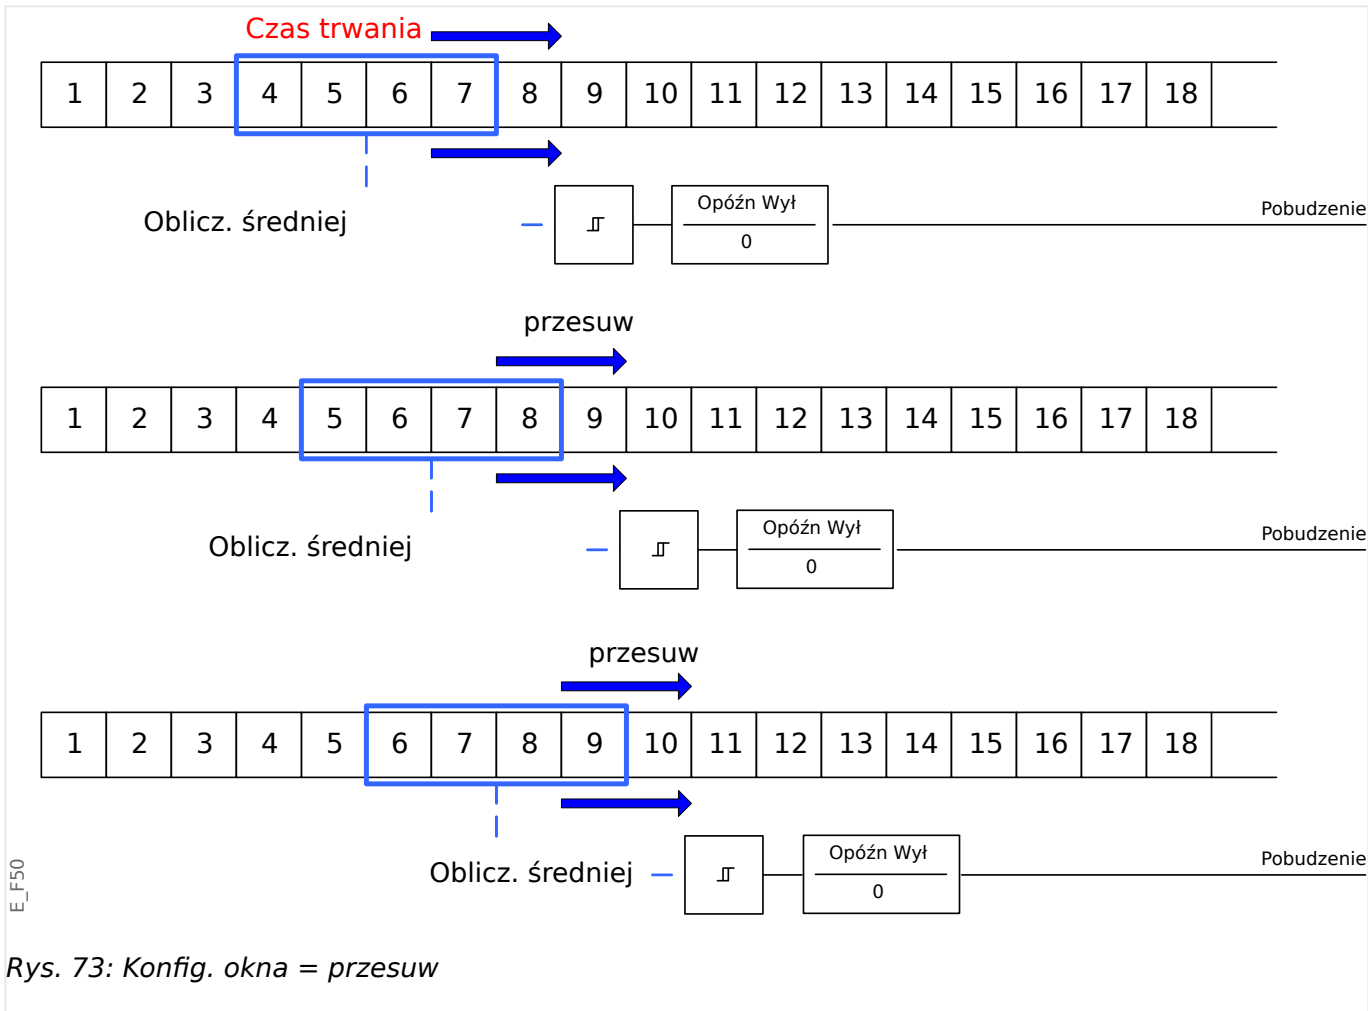 Czas trwania
1 2 3 4 5 6 7 8 9 10 11 12 13 14 15 16 17 18
Oblicz. średniej
Opóźn Wył
0
Pobudzenie
przesuw
1 2 3 4 5 6 7 8 9 10 11 12 13 14 15 16 17 18
Oblicz. średniej
Opóźn Wył
0
Pobudzenie
przesuw
1 2 3 4 5 6 7 8 9 10 11 12 13 14 15 16 17 18
Oblicz. średniej
Opóźn Wył
0
Pobudzenie
E_F50
Rys. 73: Konfig. okna = przesuw